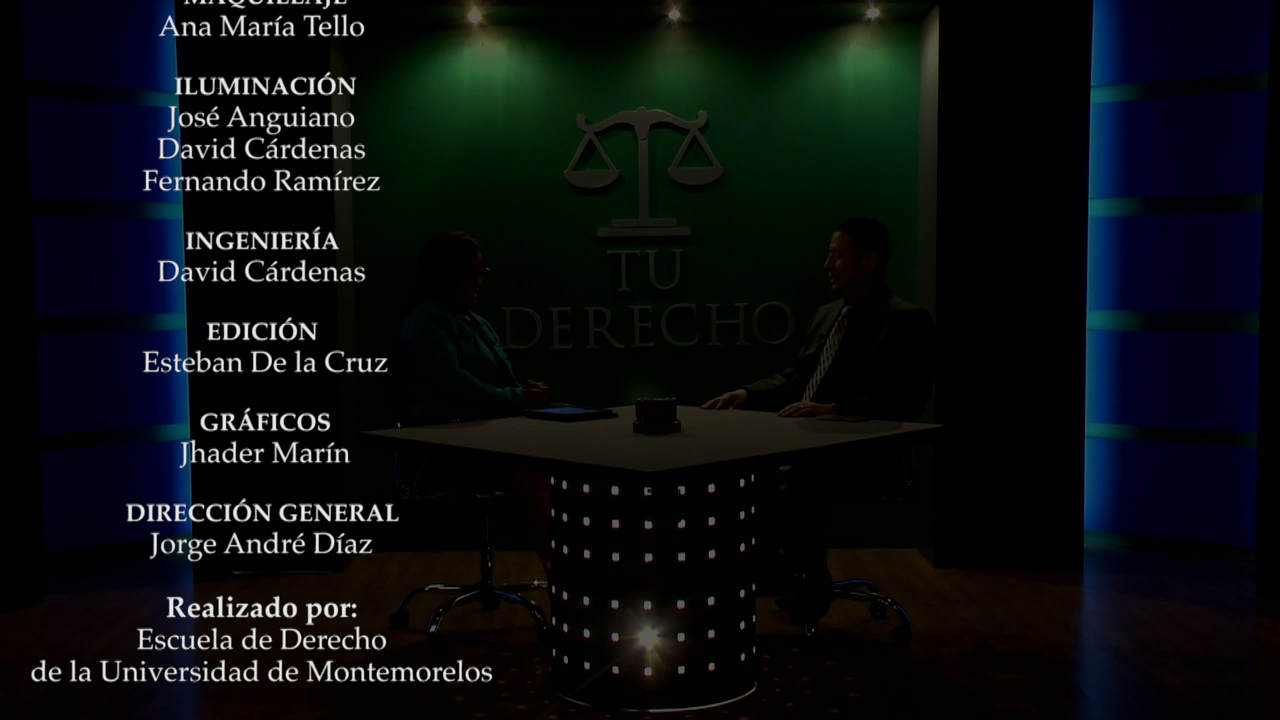 MAQUILLAJE
Ana María Tello
ILUMINACIÓN
José Anguiano
David Cárdenas
Fernando Ramírez
INGENIERÍA
David Cárdenas
EDICIÓN
Esteban De la Cruz
GRÁFICOS
Jhader Marín
DIRECCIÓN GENERAL
Jorge André Díaz
Realizado por:
Escuela de Derecho
de la Universidad de Montemorelos
TU
DERECHO